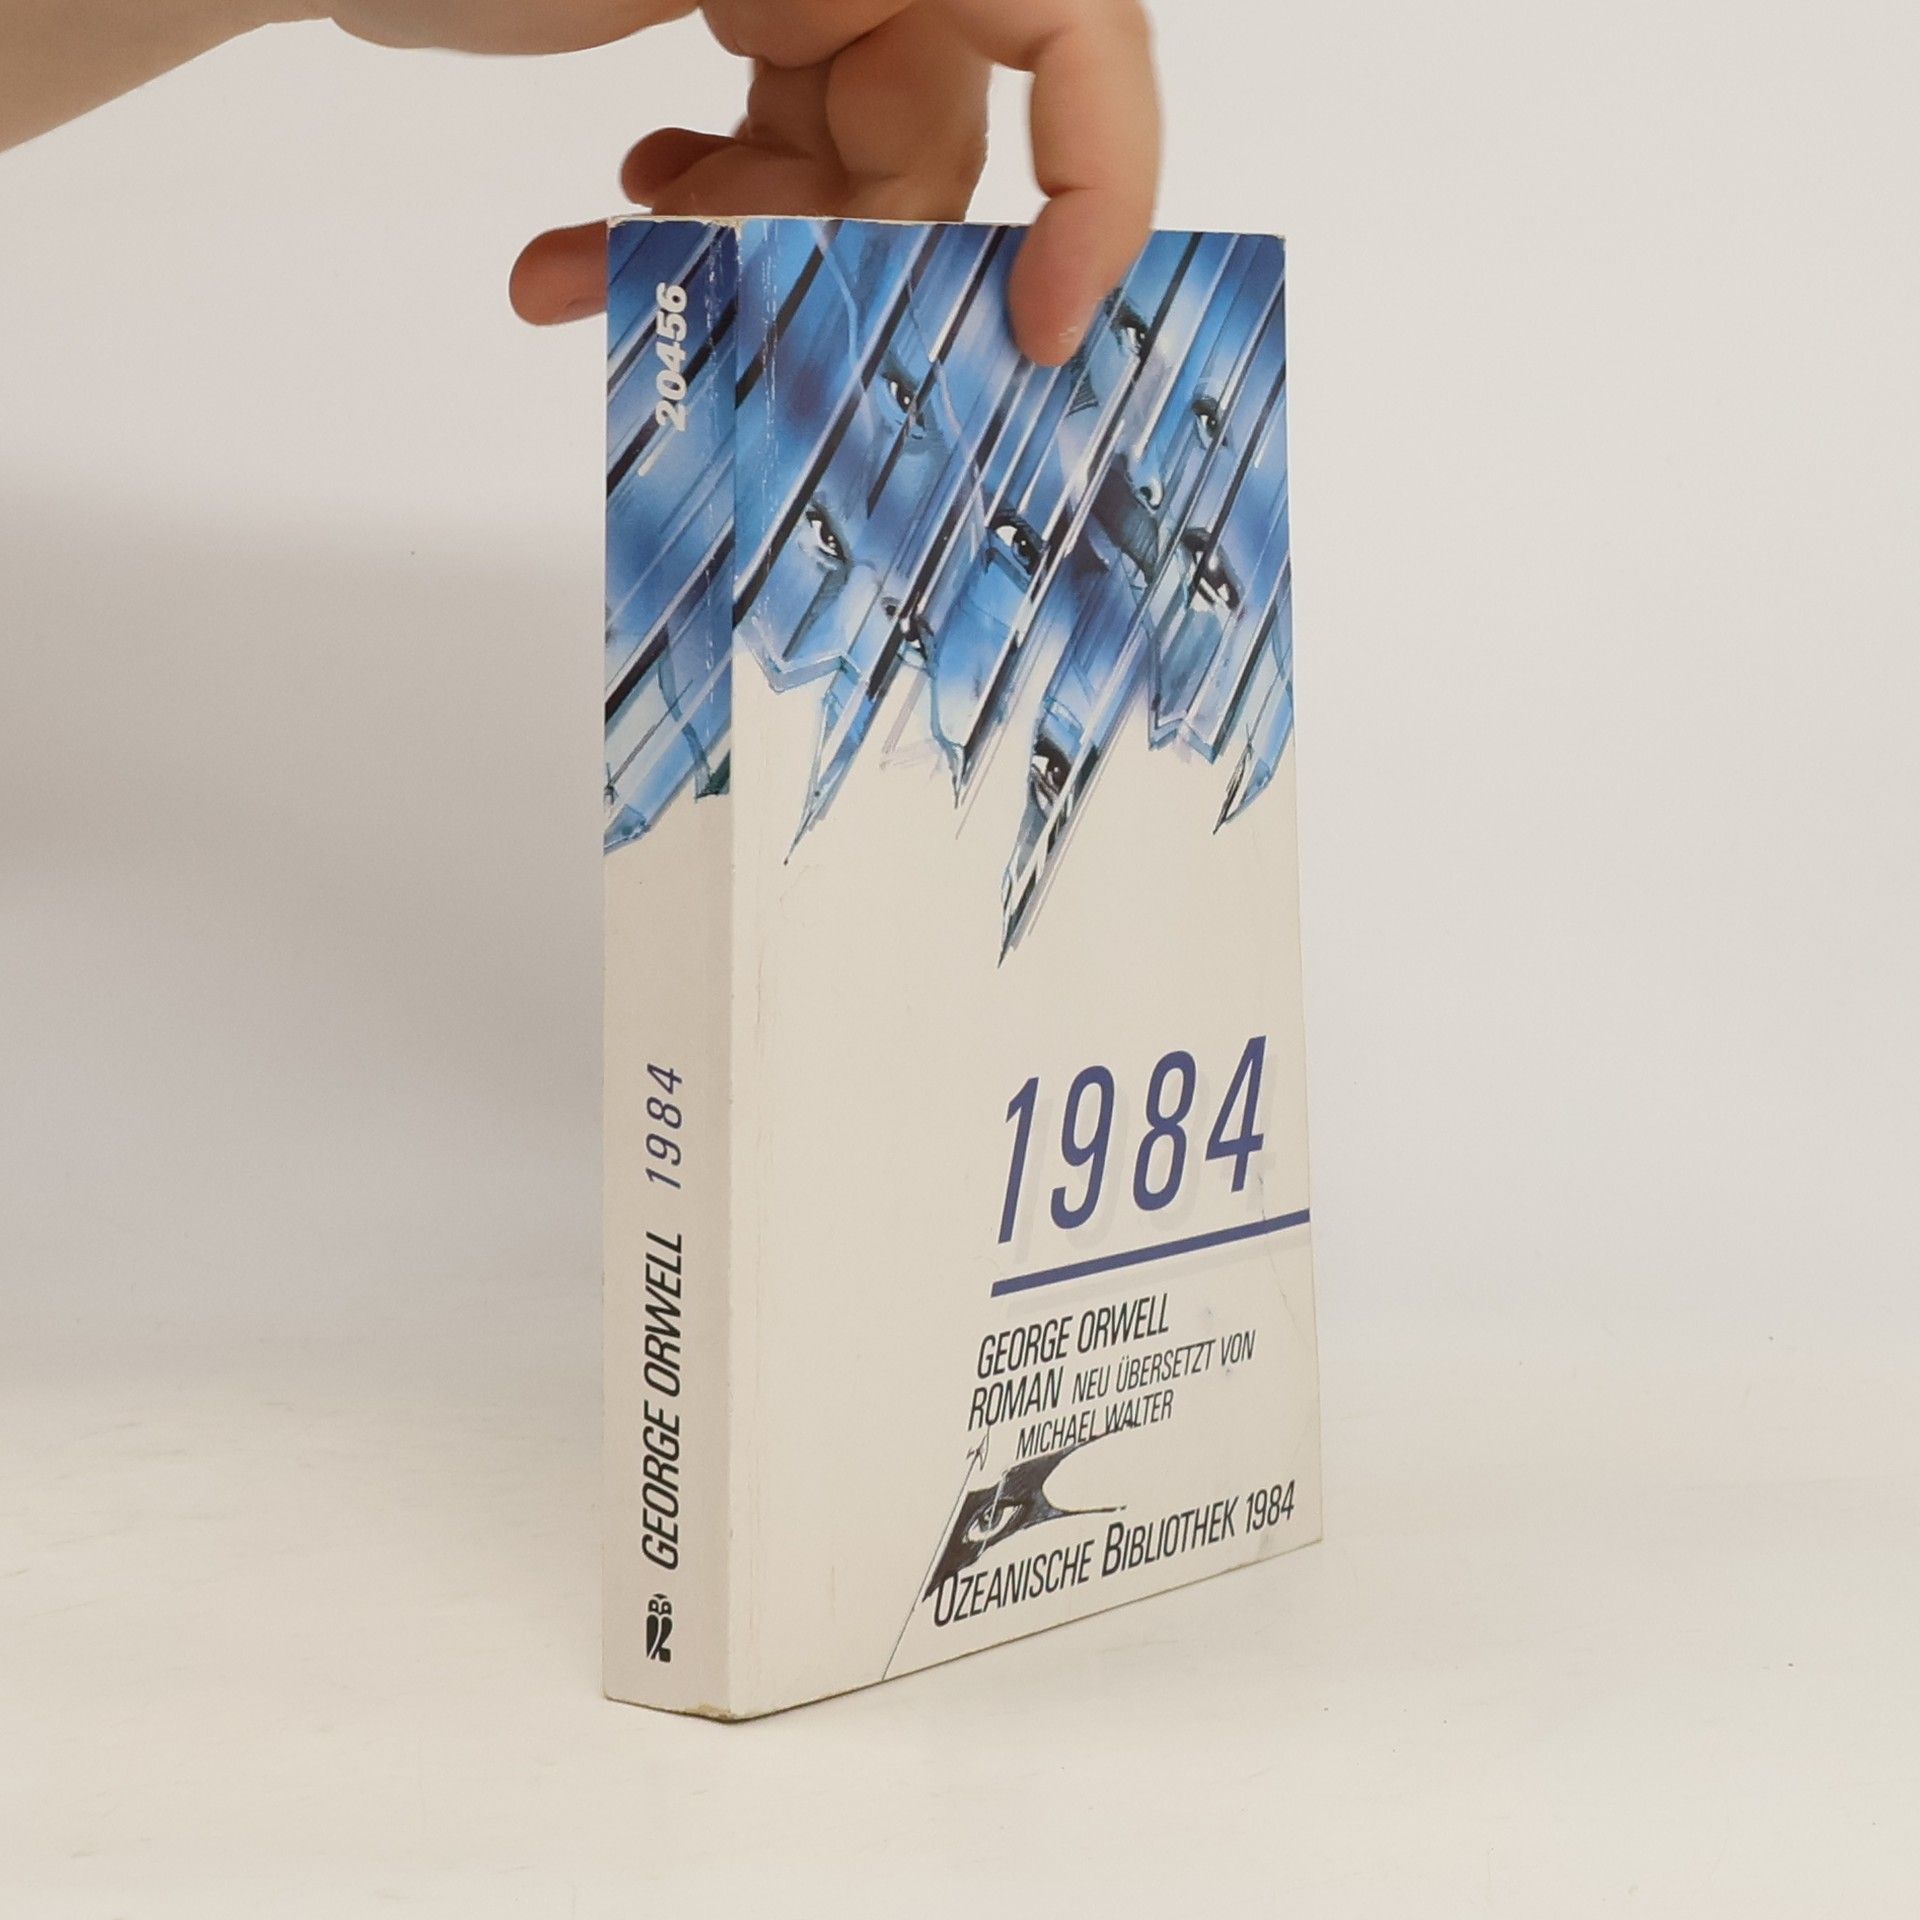 20456
GEORGE ORWELL 1984
1984
GEORGE ORWELL
ROMAN NEU ÜBERSETZT VON
MICHAEL WALTER
OZEANISCHE BIBLIOTHEK 1984